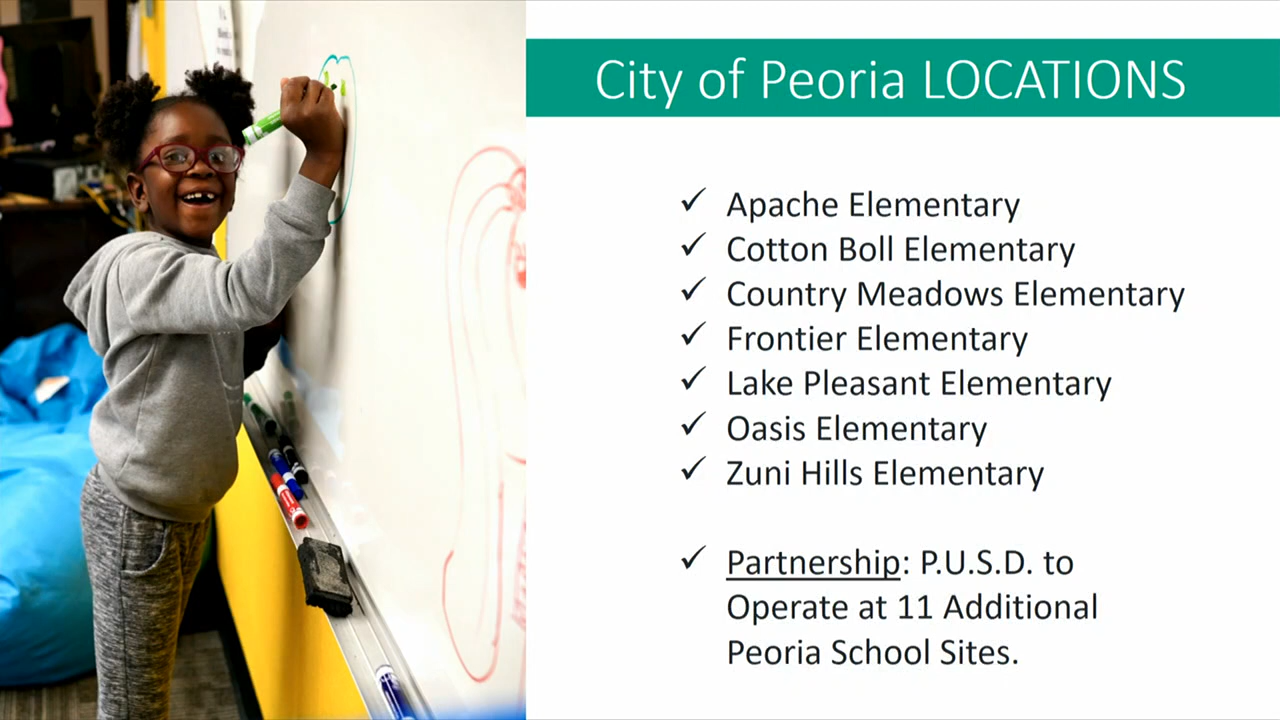 City of Peoria LOCATIONS
✓ Apache Elementary
✓ Cotton Boll Elementary
✓ Country Meadows Elementary
✓ Frontier Elementary
✓ Lake Pleasant Elementary
✓ Oasis Elementary
✓ Zuni Hills Elementary
✓ Partnership: P.U.S.D. to
Operate at 11 Additional
Peoria School Sites.